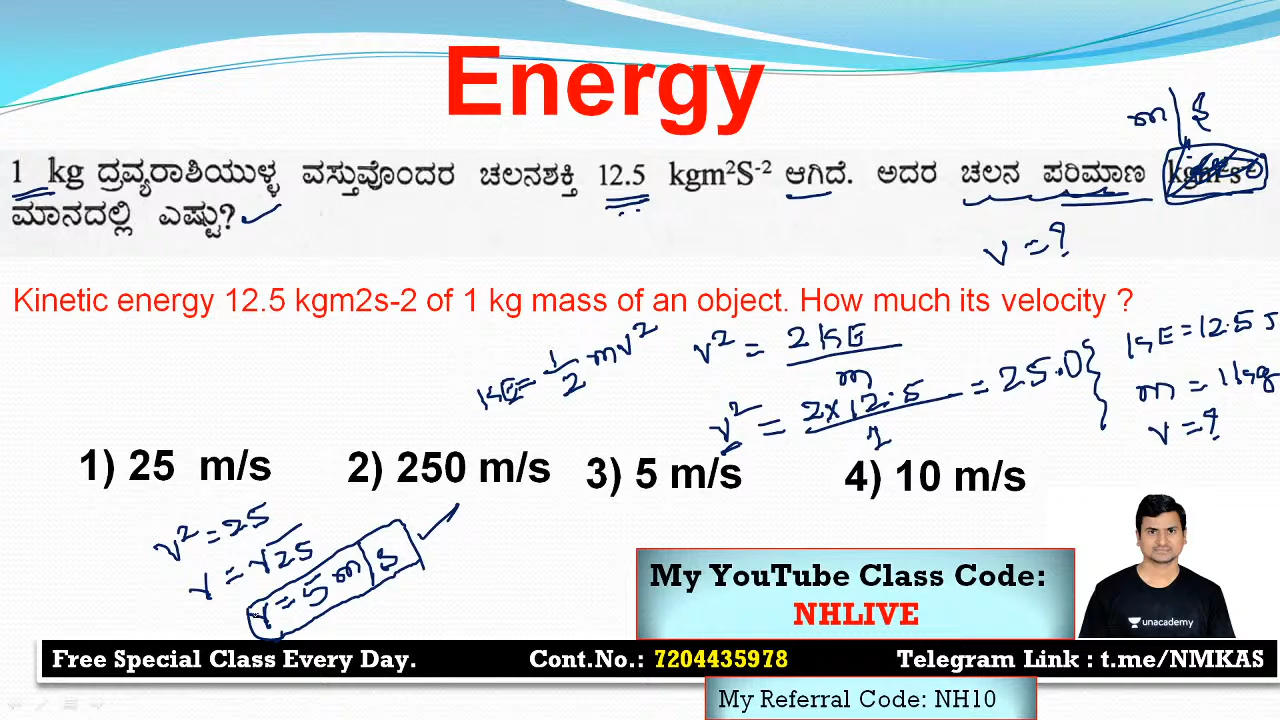 Energy
m/s
1 kg ದ್ರವ್ಯರಾಶಿಯುಳ್ಳ ವಸ್ತುವೊಂದರ ಚಲನಶಕ್ತಿ 12.5 kgm²S⁻² ಆಗಿದೆ. ಅದರ ಚಲನ ಪರಿಮಾಣ
ಮಾನದಲ್ಲಿ ಎಷ್ಟು?
v = ?
Kinetic energy 12.5 kgm2s-2 of 1 kg mass of an object. How much its velocity ?
KE = 1/2 mv²
v² = 2KE/m
v² = 2×12.5/1 = 25.0
KE = 12.5 J
m = 1kg
v = ?
1) 25 m/s 2) 250 m/s 3) 5 m/s 4) 10 m/s
v² = 25
v = √25
v = 5 m/s
unacademy
My YouTube Class Code:
NHLIVE
Free Special Class Every Day. Cont.No.: 7204435978 Telegram Link : t.me/NMKAS
My Referral Code: NH10